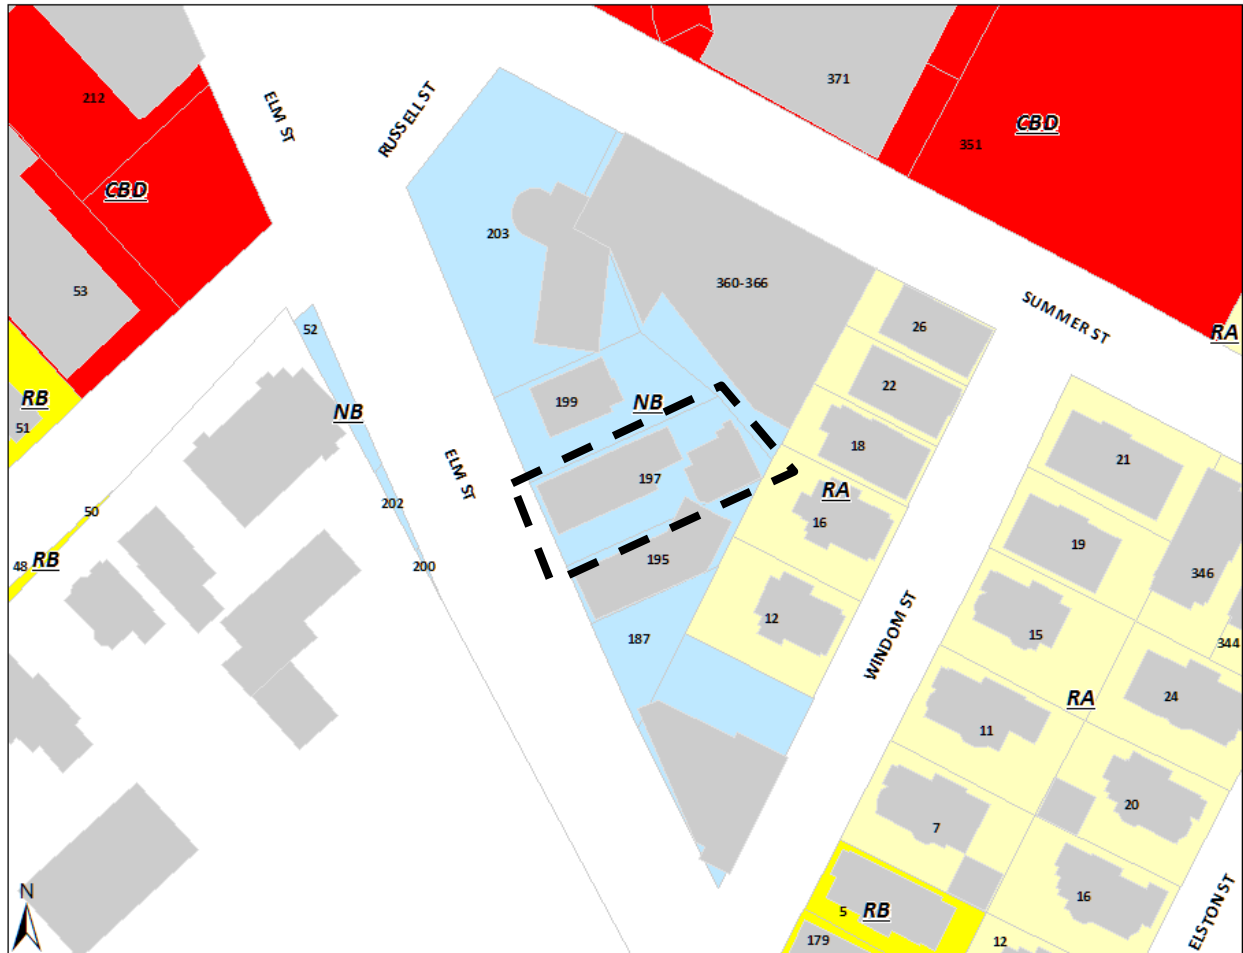 371
212
ELM ST
RUSSELL ST
CBD
351
CBD
203
360-366
53
SUMMER ST
26
RA
52
22
RB
199
NB
NB
51
18
21
ELM ST
197
RA
50
202
16
19
48
RB
200
195
346
12
187
15
344
WINDOM ST
RA
24
11
20
7
N
16
5
RB
ELSTON ST
179
12